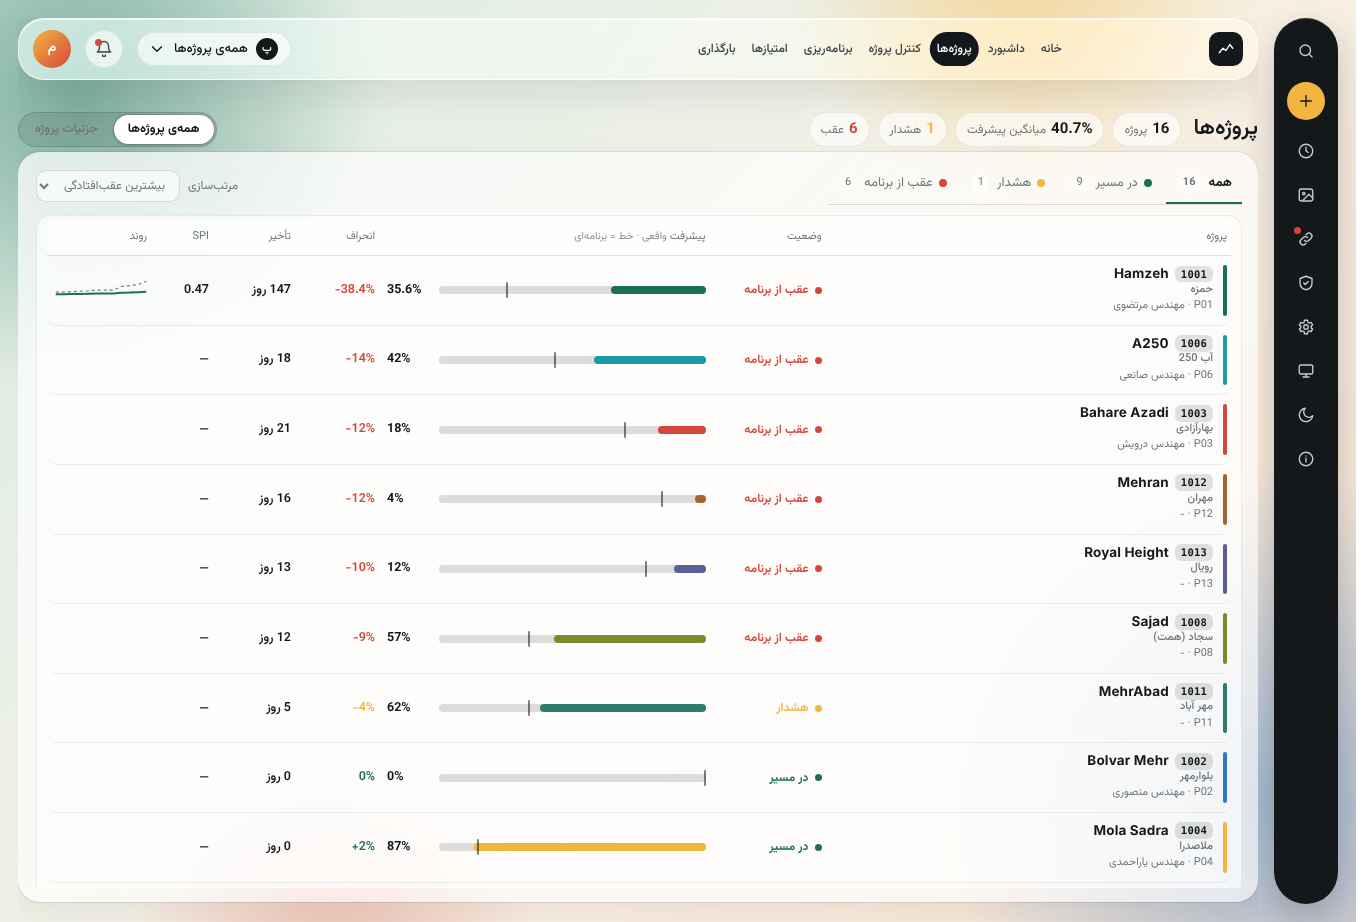 خانه داشبورد پروژه‌ها کنترل پروژه برنامه‌ریزی امتیازها بارگذاری
پ همه‌ی پروژه‌ها
م
پروژه‌ها
16 پروژه
40.7% میانگین پیشرفت
1 هشدار
6 عقب
همه‌ی پروژه‌ها جزئیات پروژه
همه 16
در مسیر 9
هشدار 1
عقب از برنامه 6
مرتب‌سازی بیشترین عقب‌افتادگی
پروژه وضعیت پیشرفت واقعی · خط = برنامه‌ای انحراف تأخیر SPI روند
1001 Hamzeh
حمزه
P01 · مهندس مرتضوی
عقب از برنامه 35.6% -38.4% 147 روز 0.47
1006 A250
آب 250
P06 · مهندس صانعی
عقب از برنامه 42% -14% 18 روز —
1003 Bahare Azadi
بهارآزادی
P03 · مهندس درویش
عقب از برنامه 18% -12% 21 روز —
1012 Mehran
مهران
P12 · -
عقب از برنامه 4% -12% 16 روز —
1013 Royal Height
رویال
P13 · -
عقب از برنامه 12% -10% 13 روز —
1008 Sajad
سجاد (همت)
P08 · -
عقب از برنامه 57% -9% 12 روز —
1011 MehrAbad
مهر آباد
P11 · -
هشدار 62% -4% 5 روز —
1002 Bolvar Mehr
بلوارمهر
P02 · مهندس منصوری
در مسیر 0% 0% 0 روز —
1004 Mola Sadra
ملاصدرا
P04 · مهندس یاراحمدی
در مسیر 87% +2% 0 روز —